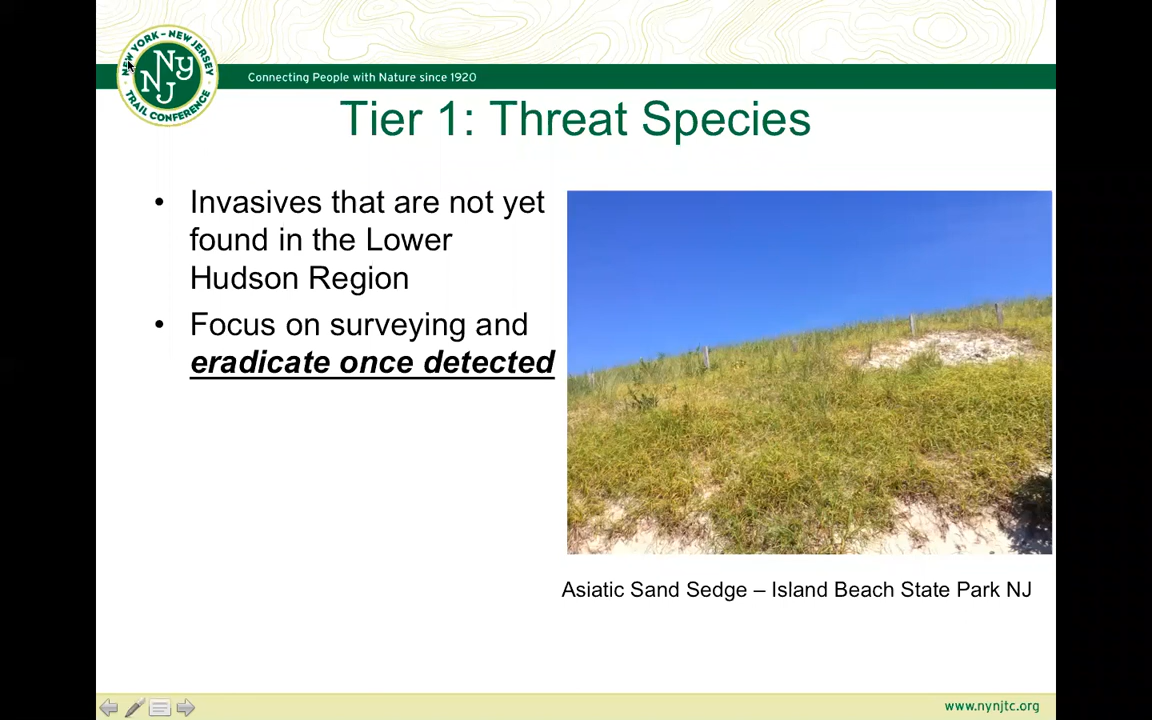 NEW YORK - NEW JERSEY
NY
NJ
TRAIL CONFERENCE
Connecting People with Nature since 1920
Tier 1: Threat Species
• Invasives that are not yet
found in the Lower
Hudson Region
• Focus on surveying and
eradicate once detected
Asiatic Sand Sedge – Island Beach State Park NJ
www.nynjtc.org